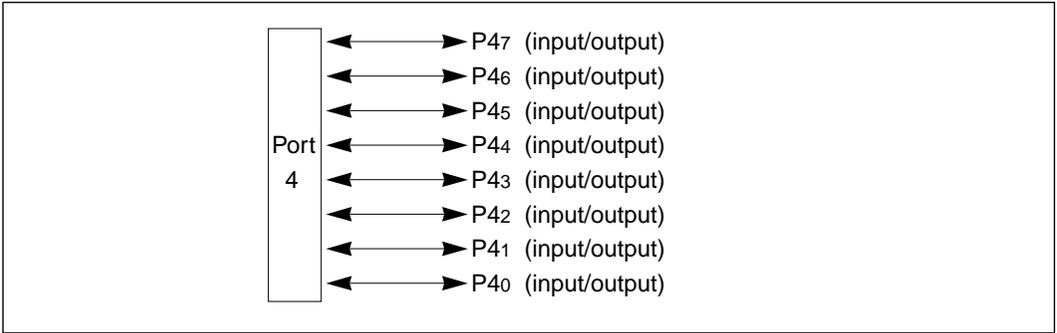 P47 (input/output)
P46 (input/output)
P45 (input/output)
Port
4
P44 (input/output)
P43 (input/output)
P42 (input/output)
P41 (input/output)
P40 (input/output)